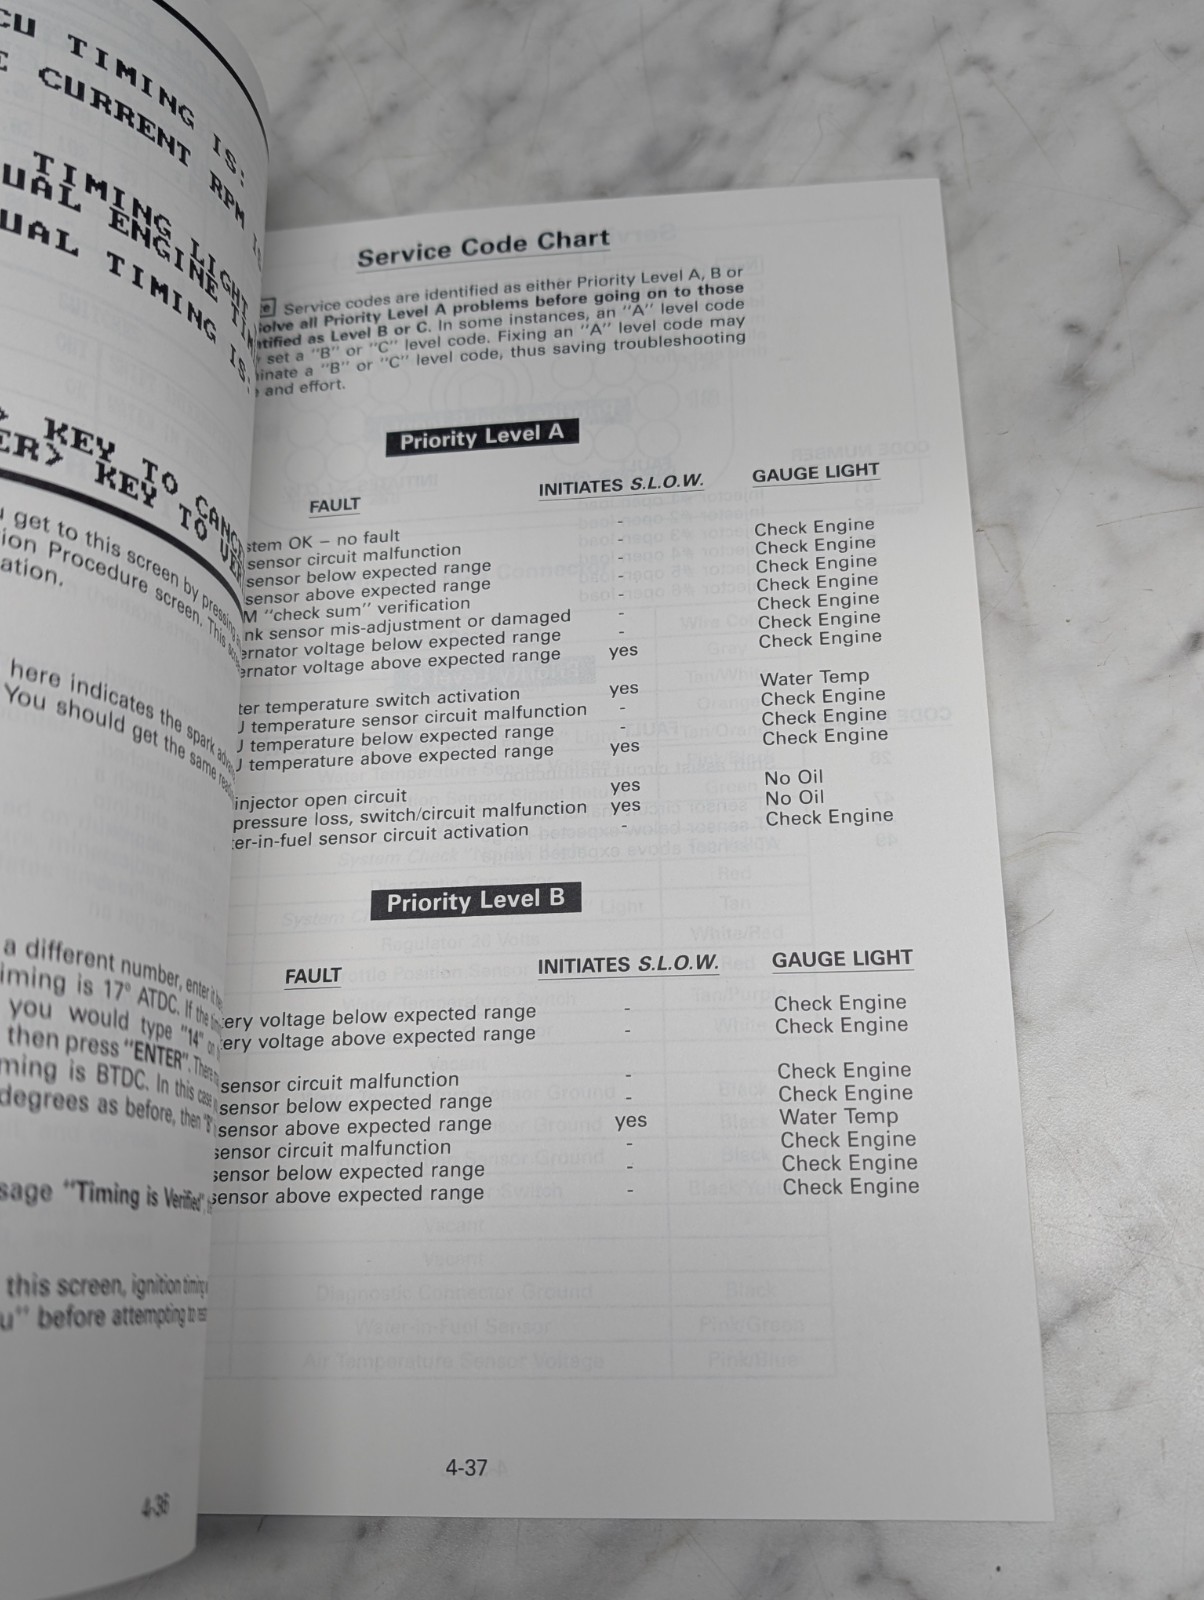 CU TIMING IS:
CURRENT RPM IS
TIMING LIGHT
UAL ENGINE
UAL TIMING IS:
KEY TO CANC
ER> KEY TO VER
get to this screen by pressing
ion Procedure screen. This
ation.
here indicates the spark
You should get the same
a different number, enter it
iming is 17° ATDC. If the
you would type "14" or
then press "ENTER". There
ming is BTDC. In this case
degrees as before, then "B"
sage "Timing is Verified",
this screen, ignition timing
u" before attempting to
4-36
Service Code Chart
e Service codes are identified as either Priority Level A, B or
solve all Priority Level A problems before going on to those
ntified as Level B or C. In some instances, an "A" level code
set a "B" or "C" level code. Fixing an "A" level code may
inate a "B" or "C" level code, thus saving troubleshooting
and effort.
Priority Level A
FAULT INITIATES S.L.O.W. GAUGE LIGHT
stem OK – no fault -
sensor circuit malfunction - Check Engine
sensor below expected range - Check Engine
sensor above expected range - Check Engine
M "check sum" verification - Check Engine
nk sensor mis-adjustment or damaged - Check Engine
ernator voltage below expected range - Check Engine
ernator voltage above expected range yes Check Engine
ter temperature switch activation yes Water Temp
U temperature sensor circuit malfunction - Check Engine
U temperature below expected range - Check Engine
U temperature above expected range yes Check Engine
injector open circuit yes No Oil
pressure loss, switch/circuit malfunction yes No Oil
ter-in-fuel sensor circuit activation - Check Engine
Priority Level B
FAULT INITIATES S.L.O.W. GAUGE LIGHT
tery voltage below expected range - Check Engine
tery voltage above expected range - Check Engine
sensor circuit malfunction - Check Engine
sensor below expected range - Check Engine
sensor above expected range yes Water Temp
sensor circuit malfunction - Check Engine
sensor below expected range - Check Engine
sensor above expected range - Check Engine
4-37